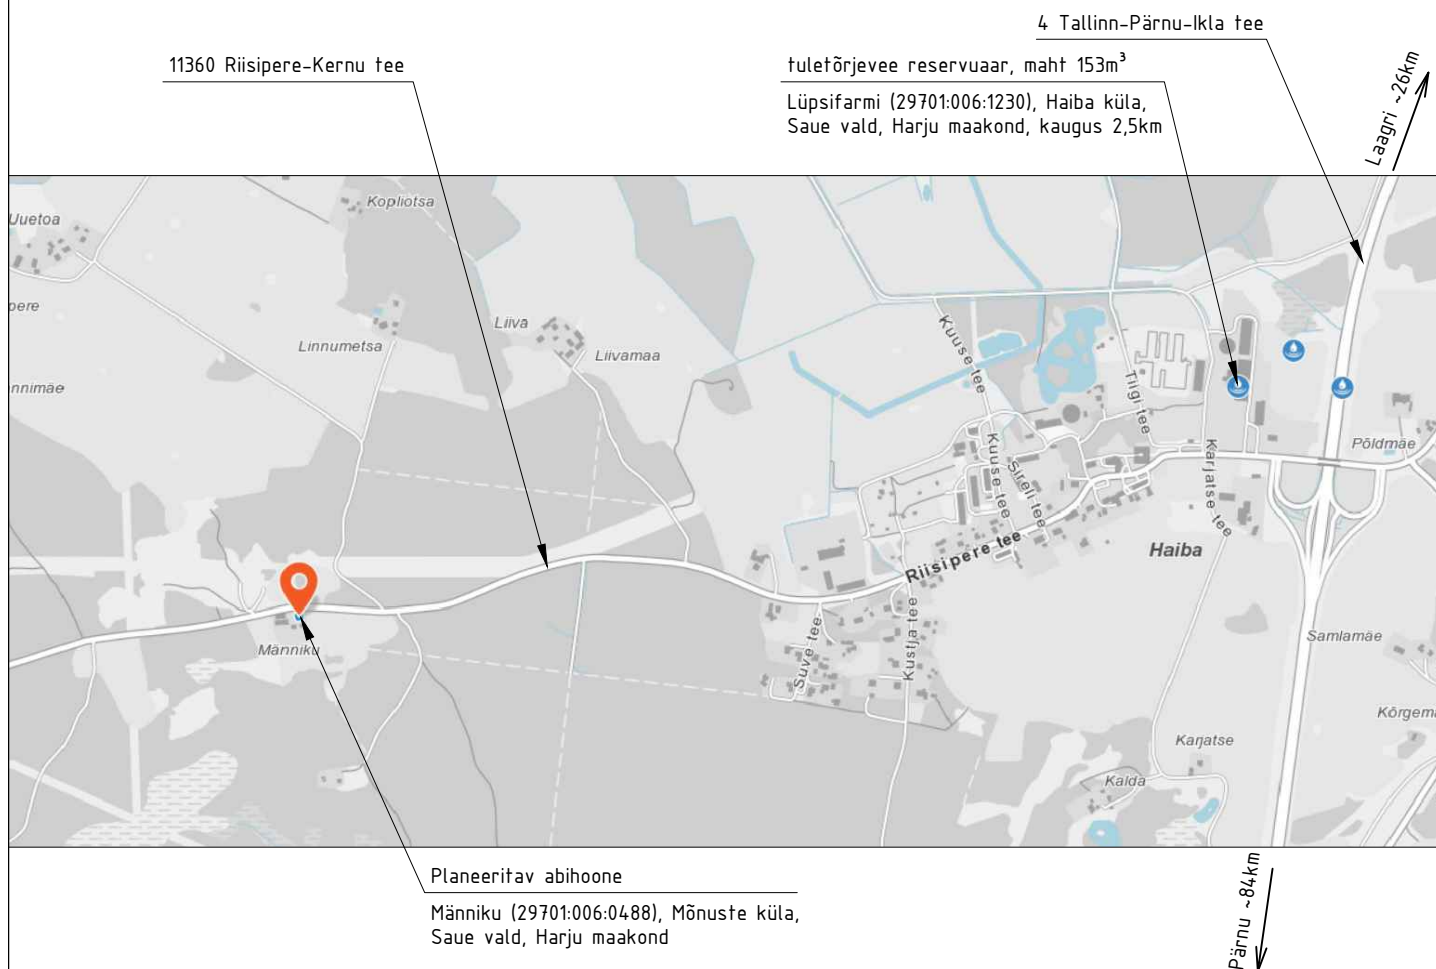 4 Tallinn-Pärnu-Ikla tee
11360 Riisipere-Kernu tee
tuletõrjevee reservuaar, maht 153m³
Lüpsifarmi (29701:006:1230), Haiba küla,
Saue vald, Harju maakond, kaugus 2,5km
Laagri ~26km
Kopliotsa
Uuetoa
pere
Linnumetsa
Liiva
Livamaa
annimäe
Kuuse tee
Tiigi tee
Põldmäe
Kuuse tee
Sireli tee
Karjatse tee
Riisipere tee
Haiba
Männiku
Suve tee
Kustja tee
Samlamäe
Kõrgem
Karjatse
Kalda
Planeeritav abihoone
Männiku (29701:006:0488), Mõnuste küla,
Saue vald, Harju maakond
Pärnu ~84km